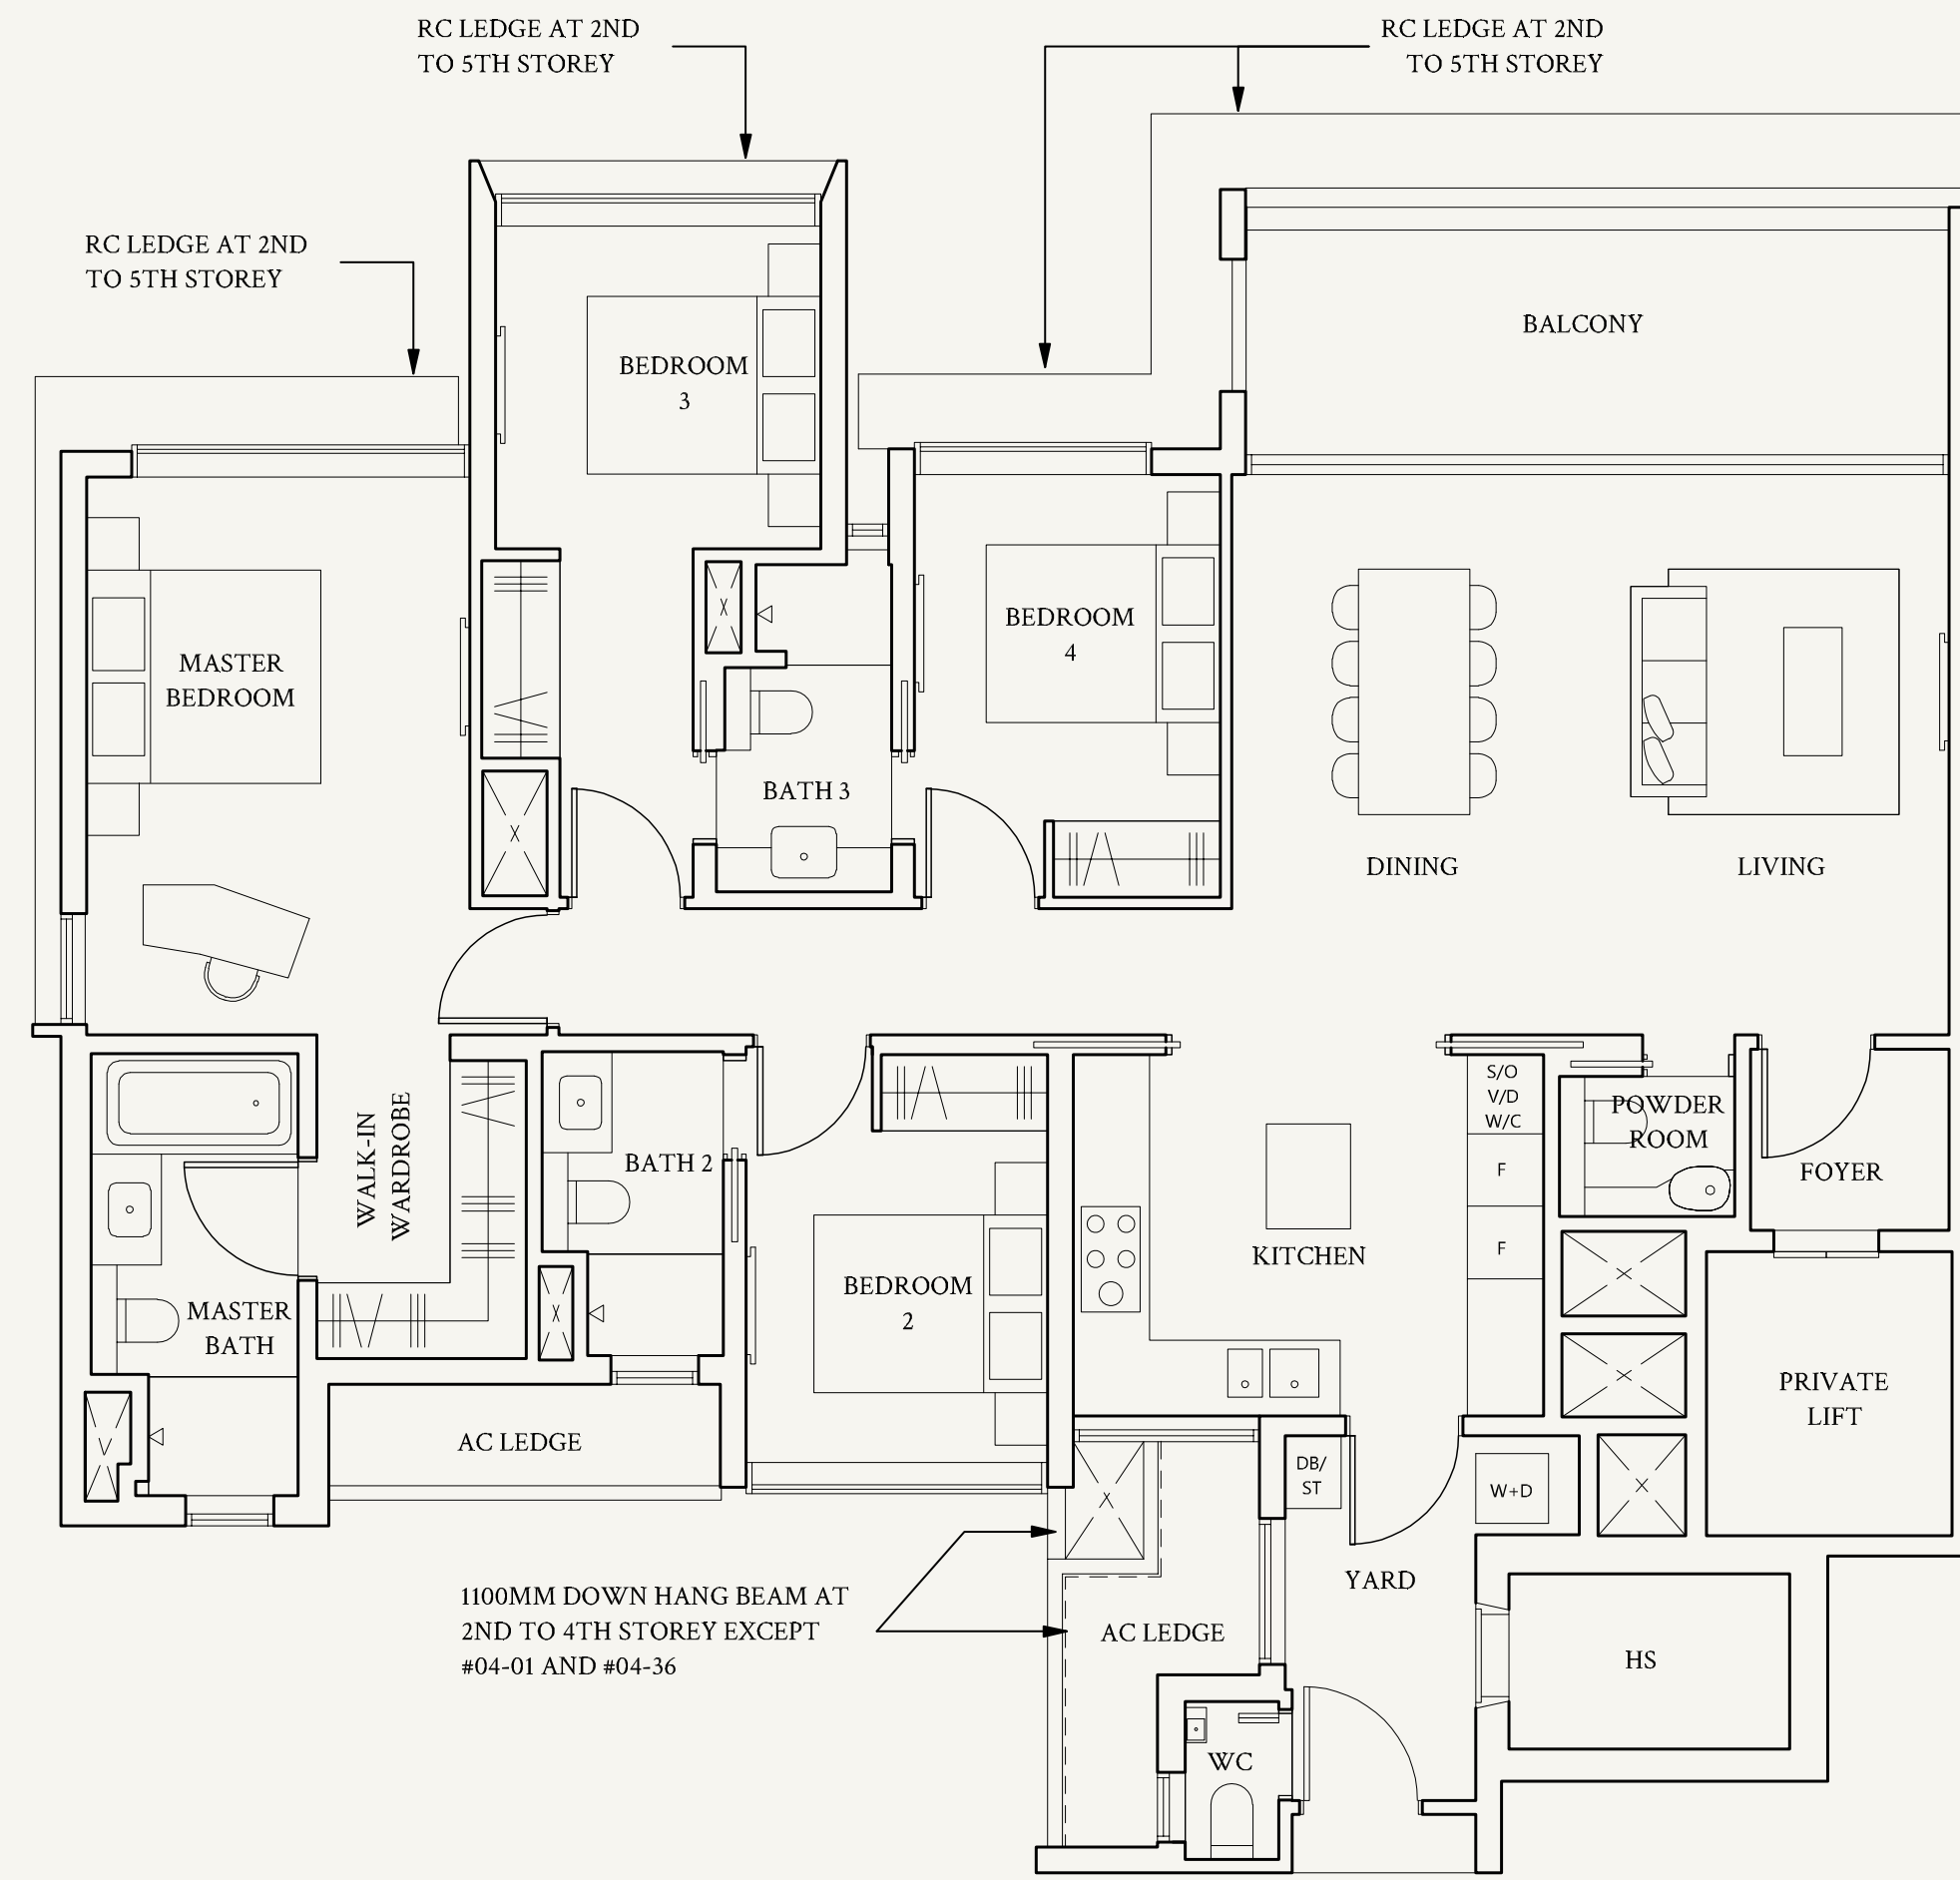 RC LEDGE AT 2ND
TO 5TH STOREY
RC LEDGE AT 2ND
TO 5TH STOREY
RC LEDGE AT 2ND
TO 5TH STOREY
BALCONY
BEDROOM
3
BEDROOM
4
MASTER
BEDROOM
BATH 3
DINING
LIVING
S/O
V/D
W/C
POWDER
ROOM
WALK-IN
WARDROBE
BATH 2
F
FOYER
F
KITCHEN
BEDROOM
2
MASTER
BATH
PRIVATE
LIFT
AC LEDGE
DB/
ST
W+D
YARD
1100MM DOWN HANG BEAM AT
2ND TO 4TH STOREY EXCEPT
#04-01 AND #04-36
AC LEDGE
HS
WC